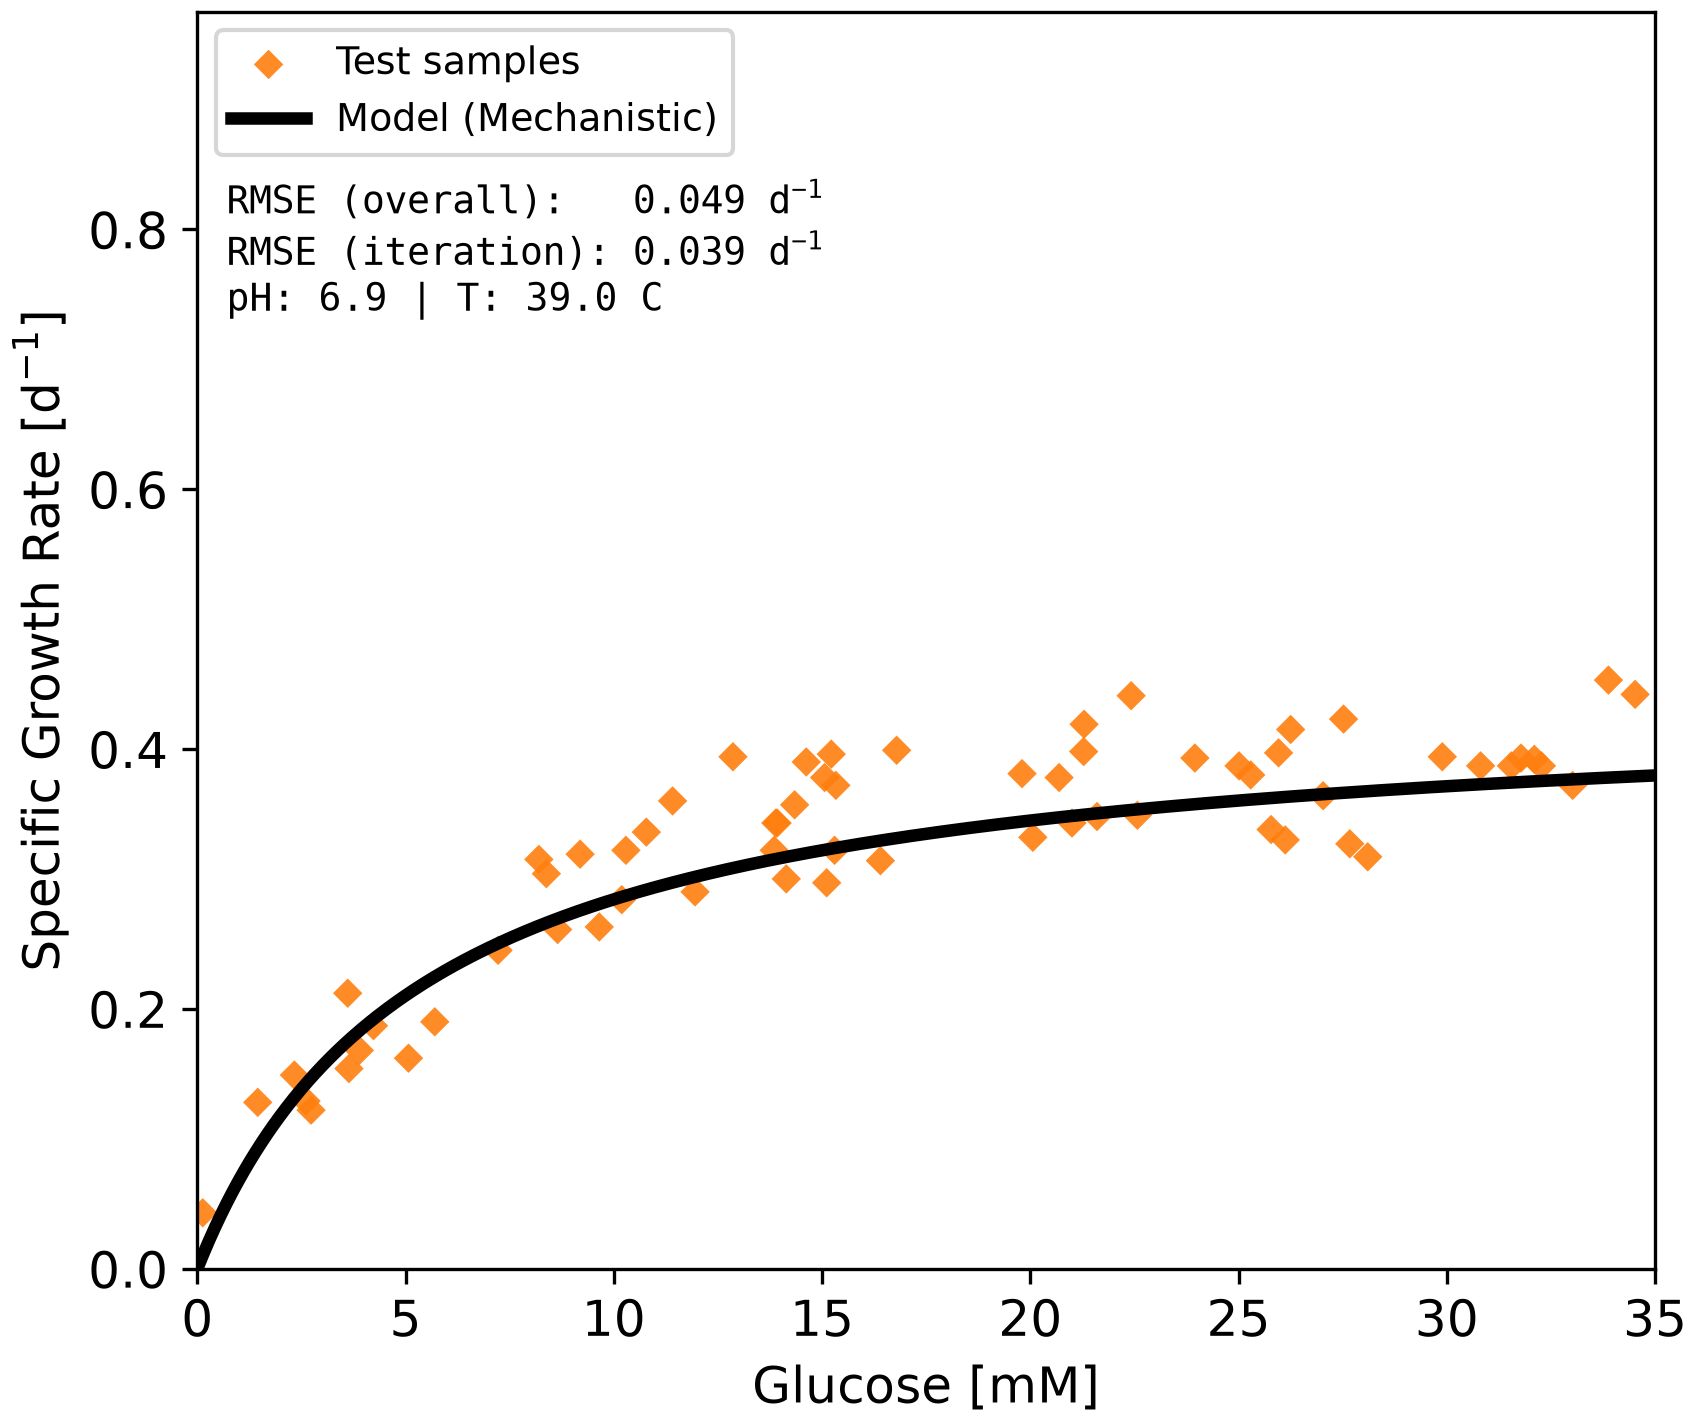 Test samples
Model (Mechanistic)
RMSE (overall):   0.049 d⁻¹
RMSE (iteration): 0.039 d⁻¹
pH: 6.9 | T: 39.0 C
Specific Growth Rate [d⁻¹]
0.8
0.6
0.4
0.2
0.0
0 5 10 15 20 25 30 35
Glucose [mM]